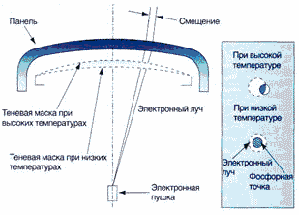 Панель
Смещение
Теневая маска при
высоких температурах
Электронный луч
Теневая маска при низких
температурах
Электронная
пушка
При высокой
температуре
При низкой
температуре
Электронный
луч
Фосфорная
точка